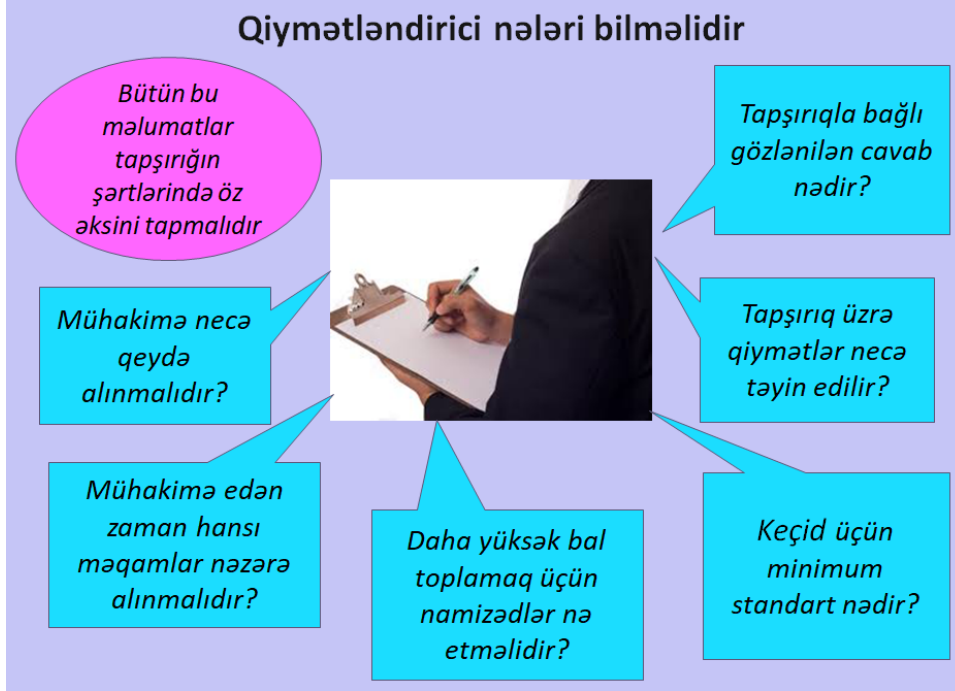 Qiymətləndirici nələri bilməlidir
Bütün bu
məlumatlar
tapşırığın
şərtlərində öz
əksini tapmalıdır
Tapşırıqla bağlı
gözlənilən cavab
nədir?
Mühakimə necə
qeydə
alınmalıdır?
Tapşırıq üzrə
qiymətlər necə
təyin edilir?
Mühakimə edən
zaman hansı
məqamlar nəzərə
alınmalıdır?
Daha yüksək bal
toplamaq üçün
namizədlər nə
etməlidir?
Keçid üçün
minimum
standart nədir?